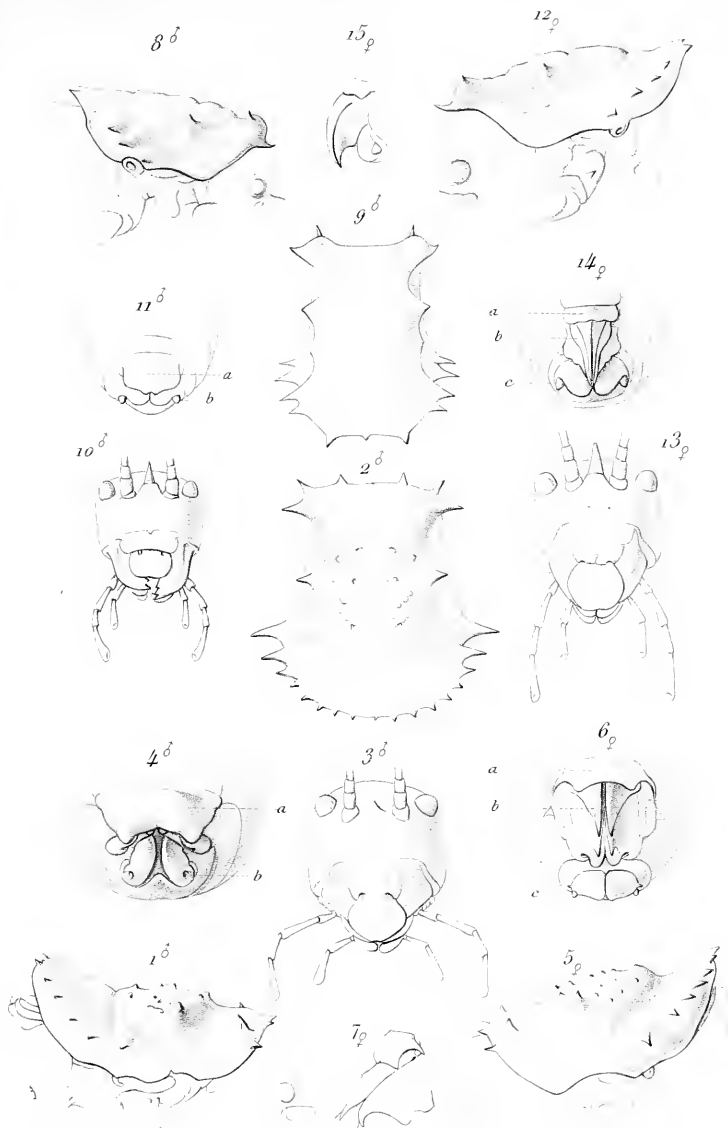 8 ♂ 15 ♀ 12 ♀
9 ♂
14 ♀
11 ♂
a
b
c
a
b
10 ♂ 13 ♀
2 ♂
6 ♀
4 ♂ 3 ♂
a
b
c
a
b
1 ♂ 5 ♀
7 ♀